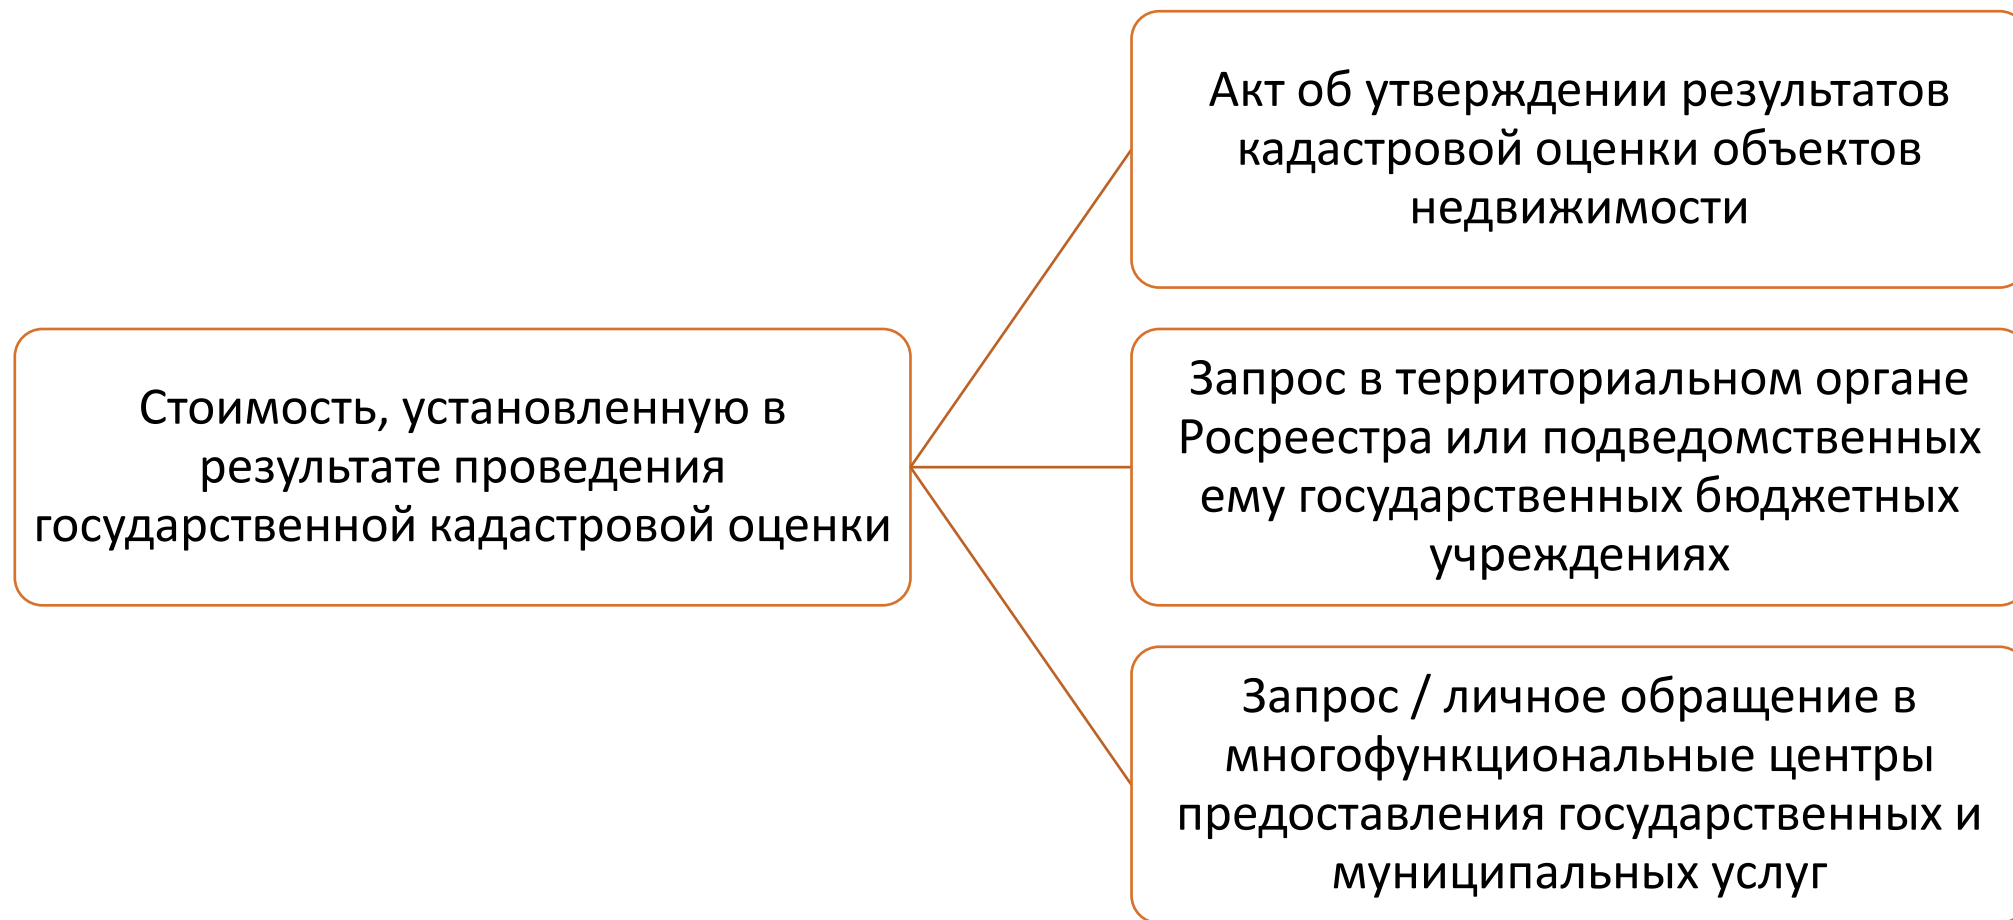 Стоимость, установленную в
результате проведения
государственной кадастровой оценки
Акт об утверждении результатов
кадастровой оценки объектов
недвижимости
Запрос в территориальном органе
Росреестра или подведомственных
ему государственных бюджетных
учреждениях
Запрос / личное обращение в
многофункциональные центры
предоставления государственных и
муниципальных услуг